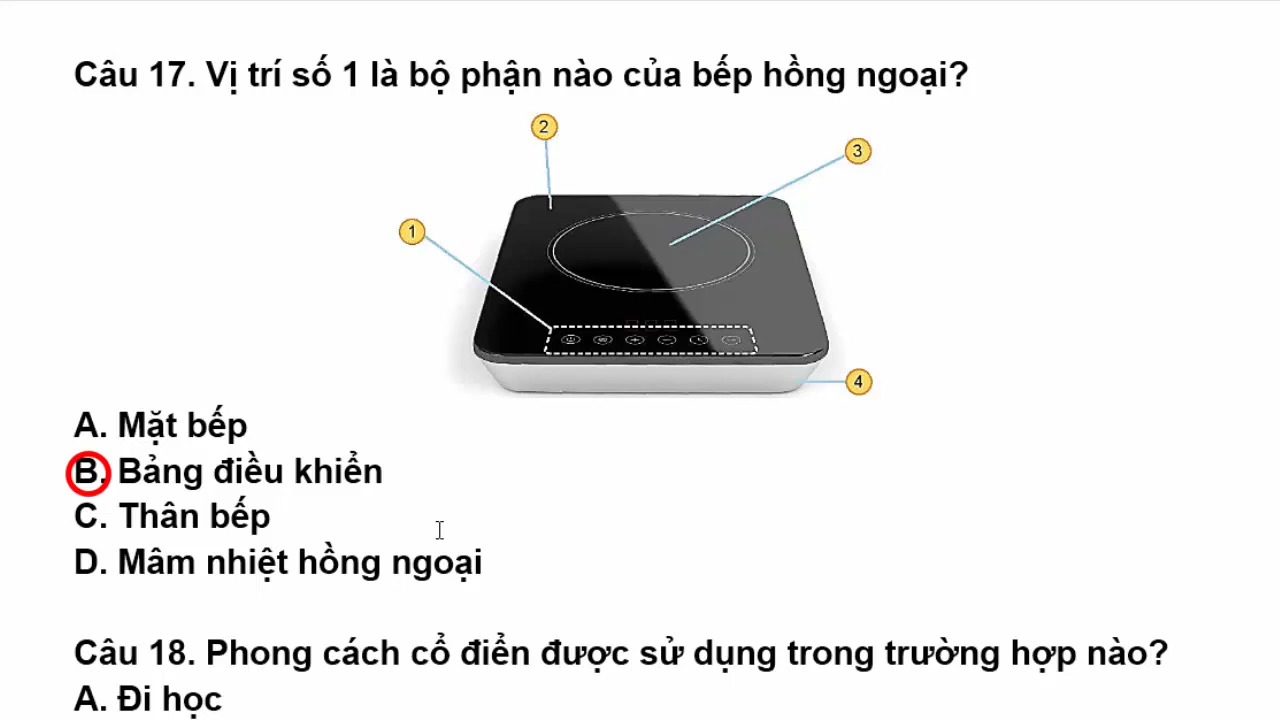 Câu 17. Vị trí số 1 là bộ phận nào của bếp hồng ngoại?
2
3
1
4
A. Mặt bếp
B. Bảng điều khiển
C. Thân bếp
D. Mâm nhiệt hồng ngoại
Câu 18. Phong cách cổ điển được sử dụng trong trường hợp nào?
A. Đi học